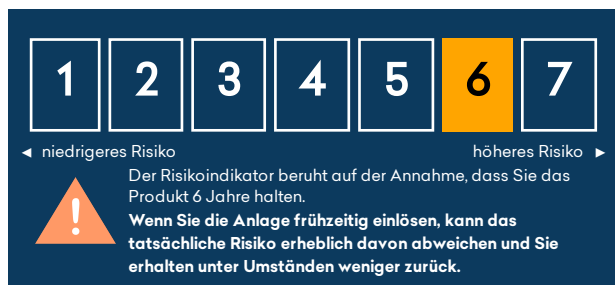 1 2 3 4 5 6 7
◄ niedrigeres Risiko höheres Risiko ►
Der Risikoindikator beruht auf der Annahme, dass Sie das
Produkt 6 Jahre halten.
Wenn Sie die Anlage frühzeitig einlösen, kann das
tatsächliche Risiko erheblich davon abweichen und Sie
erhalten unter Umständen weniger zurück.